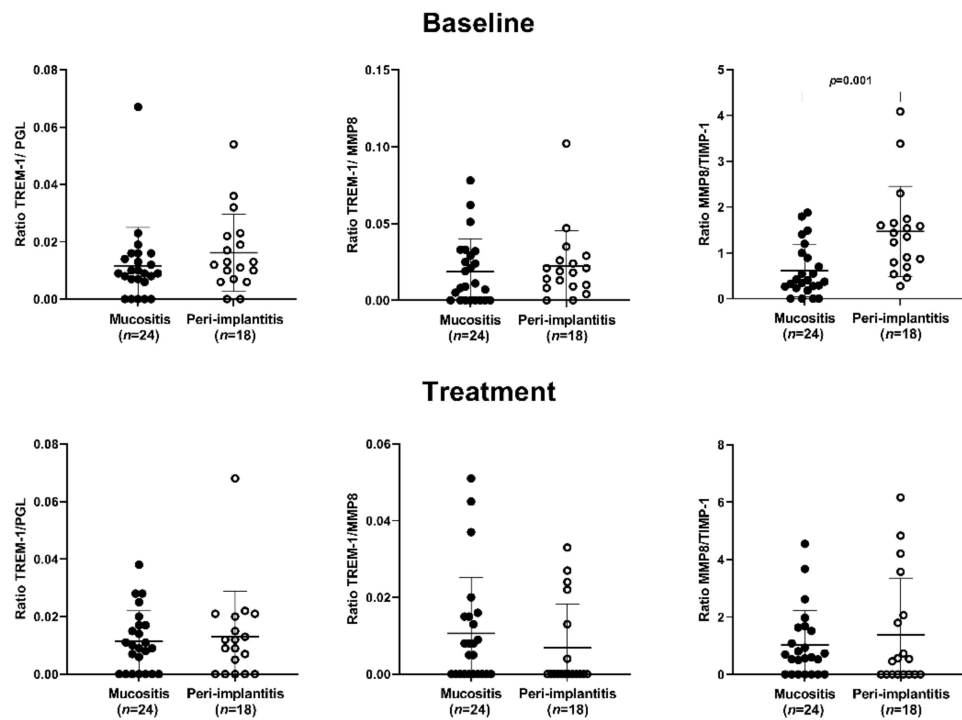 Baseline
Ratio TREM-1/ PGL
0.08
0.06
0.04
0.02
0.00
Mucositis
(n=24)
Peri-implantitis
(n=18)
Ratio TREM-1/ MMP8
0.15
0.10
0.05
0.00
Mucositis
(n=24)
Peri-implantitis
(n=18)
Ratio MMP8/TIMP-1
5
4
3
2
1
0
p=0.001
Mucositis
(n=24)
Peri-implantitis
(n=18)
Treatment
Ratio TREM-1/PGL
0.08
0.06
0.04
0.02
0.00
Mucositis
(n=24)
Peri-implantitis
(n=18)
Ratio TREM-1/MMP8
0.06
0.04
0.02
0.00
Mucositis
(n=24)
Peri-implantitis
(n=18)
Ratio MMP8/TIMP-1
8
6
4
2
0
Mucositis
(n=24)
Peri-implantitis
(n=18)